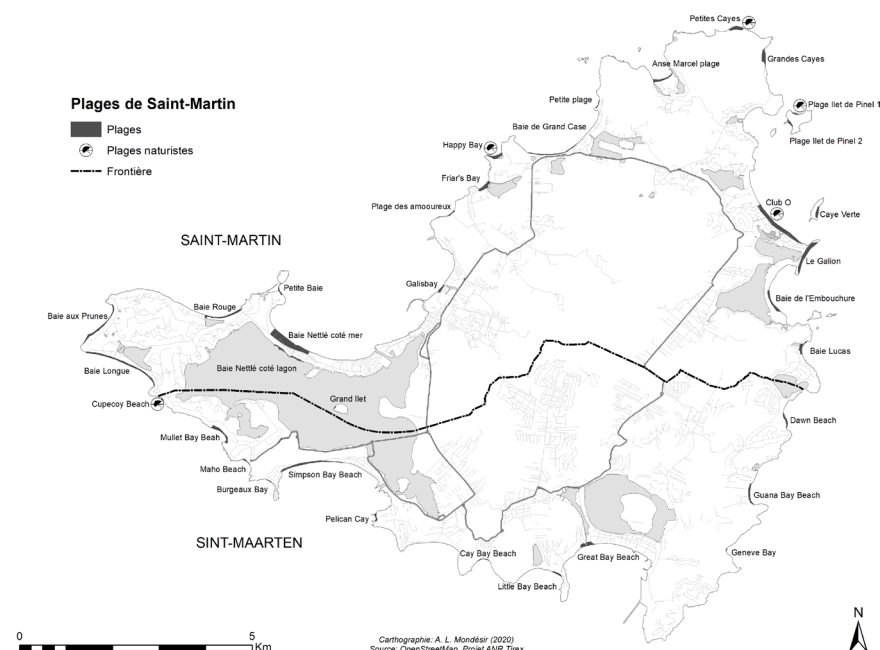 Petites Cayes
Grandes Cayes
Anse Marcel plage
Plages de Saint-Martin
Plages
Plages naturistes
Frontière
Petite plage
Plage Ilet de Pinel 1
Baie de Grand Case
Plage Ilet de Pinel 2
Happy Bay
Friar's Bay
Plage des amooureux
Club O
Caye Verte
SAINT-MARTIN
Le Galion
Galisbay
Petite Baie
Baie de l'Embouchure
Baie Rouge
Baie aux Prunes
Baie Nettlé coté mer
Baie Lucas
Baie Longue
Baie Nettlé coté lagon
Grand Ilet
Cupecoy Beach
Dawn Beach
Mullet Bay Beah
Maho Beach
Simpson Bay Beach
Burgeaux Bay
Guana Bay Beach
Pelican Cay
SINT-MAARTEN
Cay Bay Beach
Great Bay Beach
Geneve Bay
Little Bay Beach
N
0 5
Km
Carthographie: A. L. Mondésir (2020)
Source: OpenStreetMap, Projet ANR Tirex